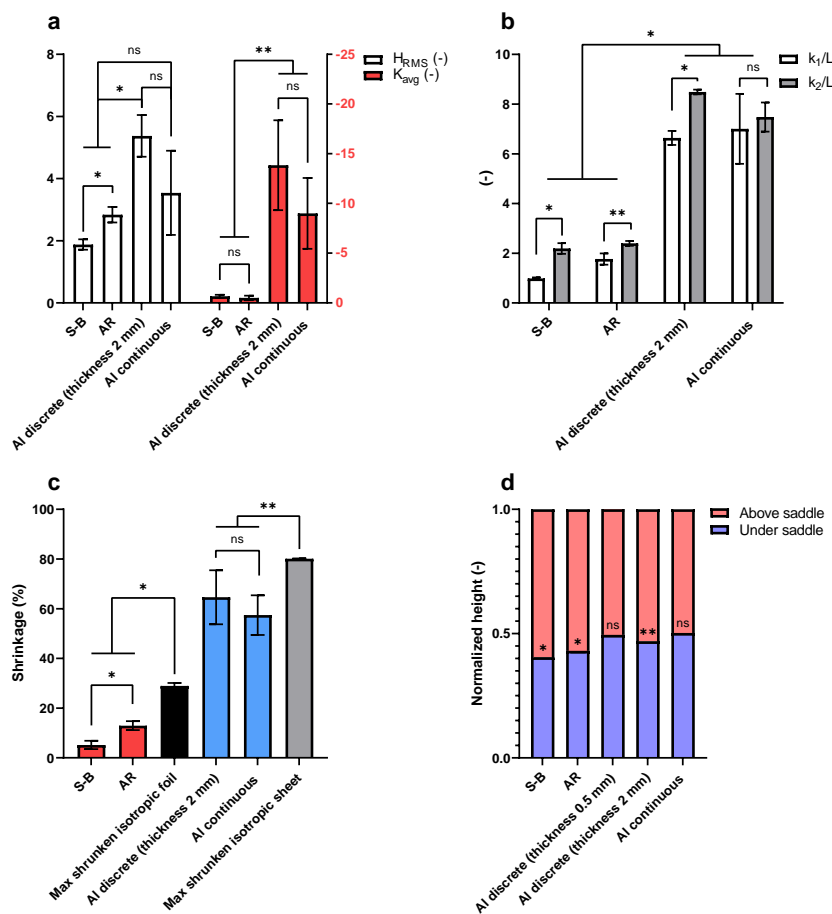 a
8
6
4
2
0
-25
-20
-15
-10
-5
0
ns
*
ns
*
**
ns
ns
H_RMS (-)
K_avg (-)
S-B
AR
AI discrete (thickness 2 mm)
AI continuous
S-B
AR
AI discrete (thickness 2 mm)
AI continuous
b
(-)
10
8
6
4
2
0
*
*
ns
*
**
k₁/L
k₂/L
S-B
AR
AI discrete (thickness 2 mm)
AI continuous
c
Shrinkage (%)
100
80
60
40
20
0
**
ns
*
*
S-B
AR
Max shrunken isotropic foil
AI discrete (thickness 2 mm)
AI continuous
Max shrunken isotropic sheet
d
Normalized height (-)
1.0
0.5
0.0
*
*
ns
**
ns
Above saddle
Under saddle
S-B
AR
AI discrete (thickness 0.5 mm)
AI discrete (thickness 2 mm)
AI continuous